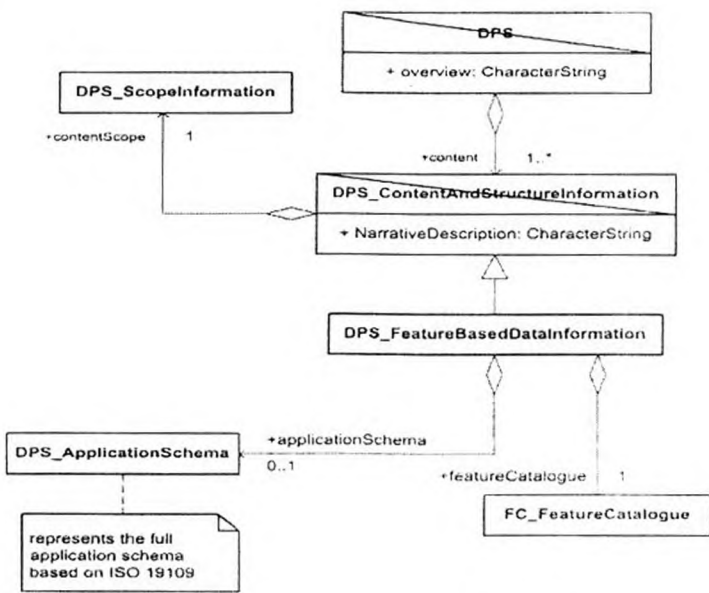 DPS
+ overview: CharacterString
DPS_ScopeInformation
+contentScope 1
+content 1..*
DPS_ContentAndStructureInformation
+ NarrativeDescription: CharacterString
DPS_FeatureBasedDataInformation
+applicationSchema
0..1
DPS_ApplicationSchema
+featureCatalogue 1
FC_FeatureCatalogue
represents the full
application schema
based on ISO 19109